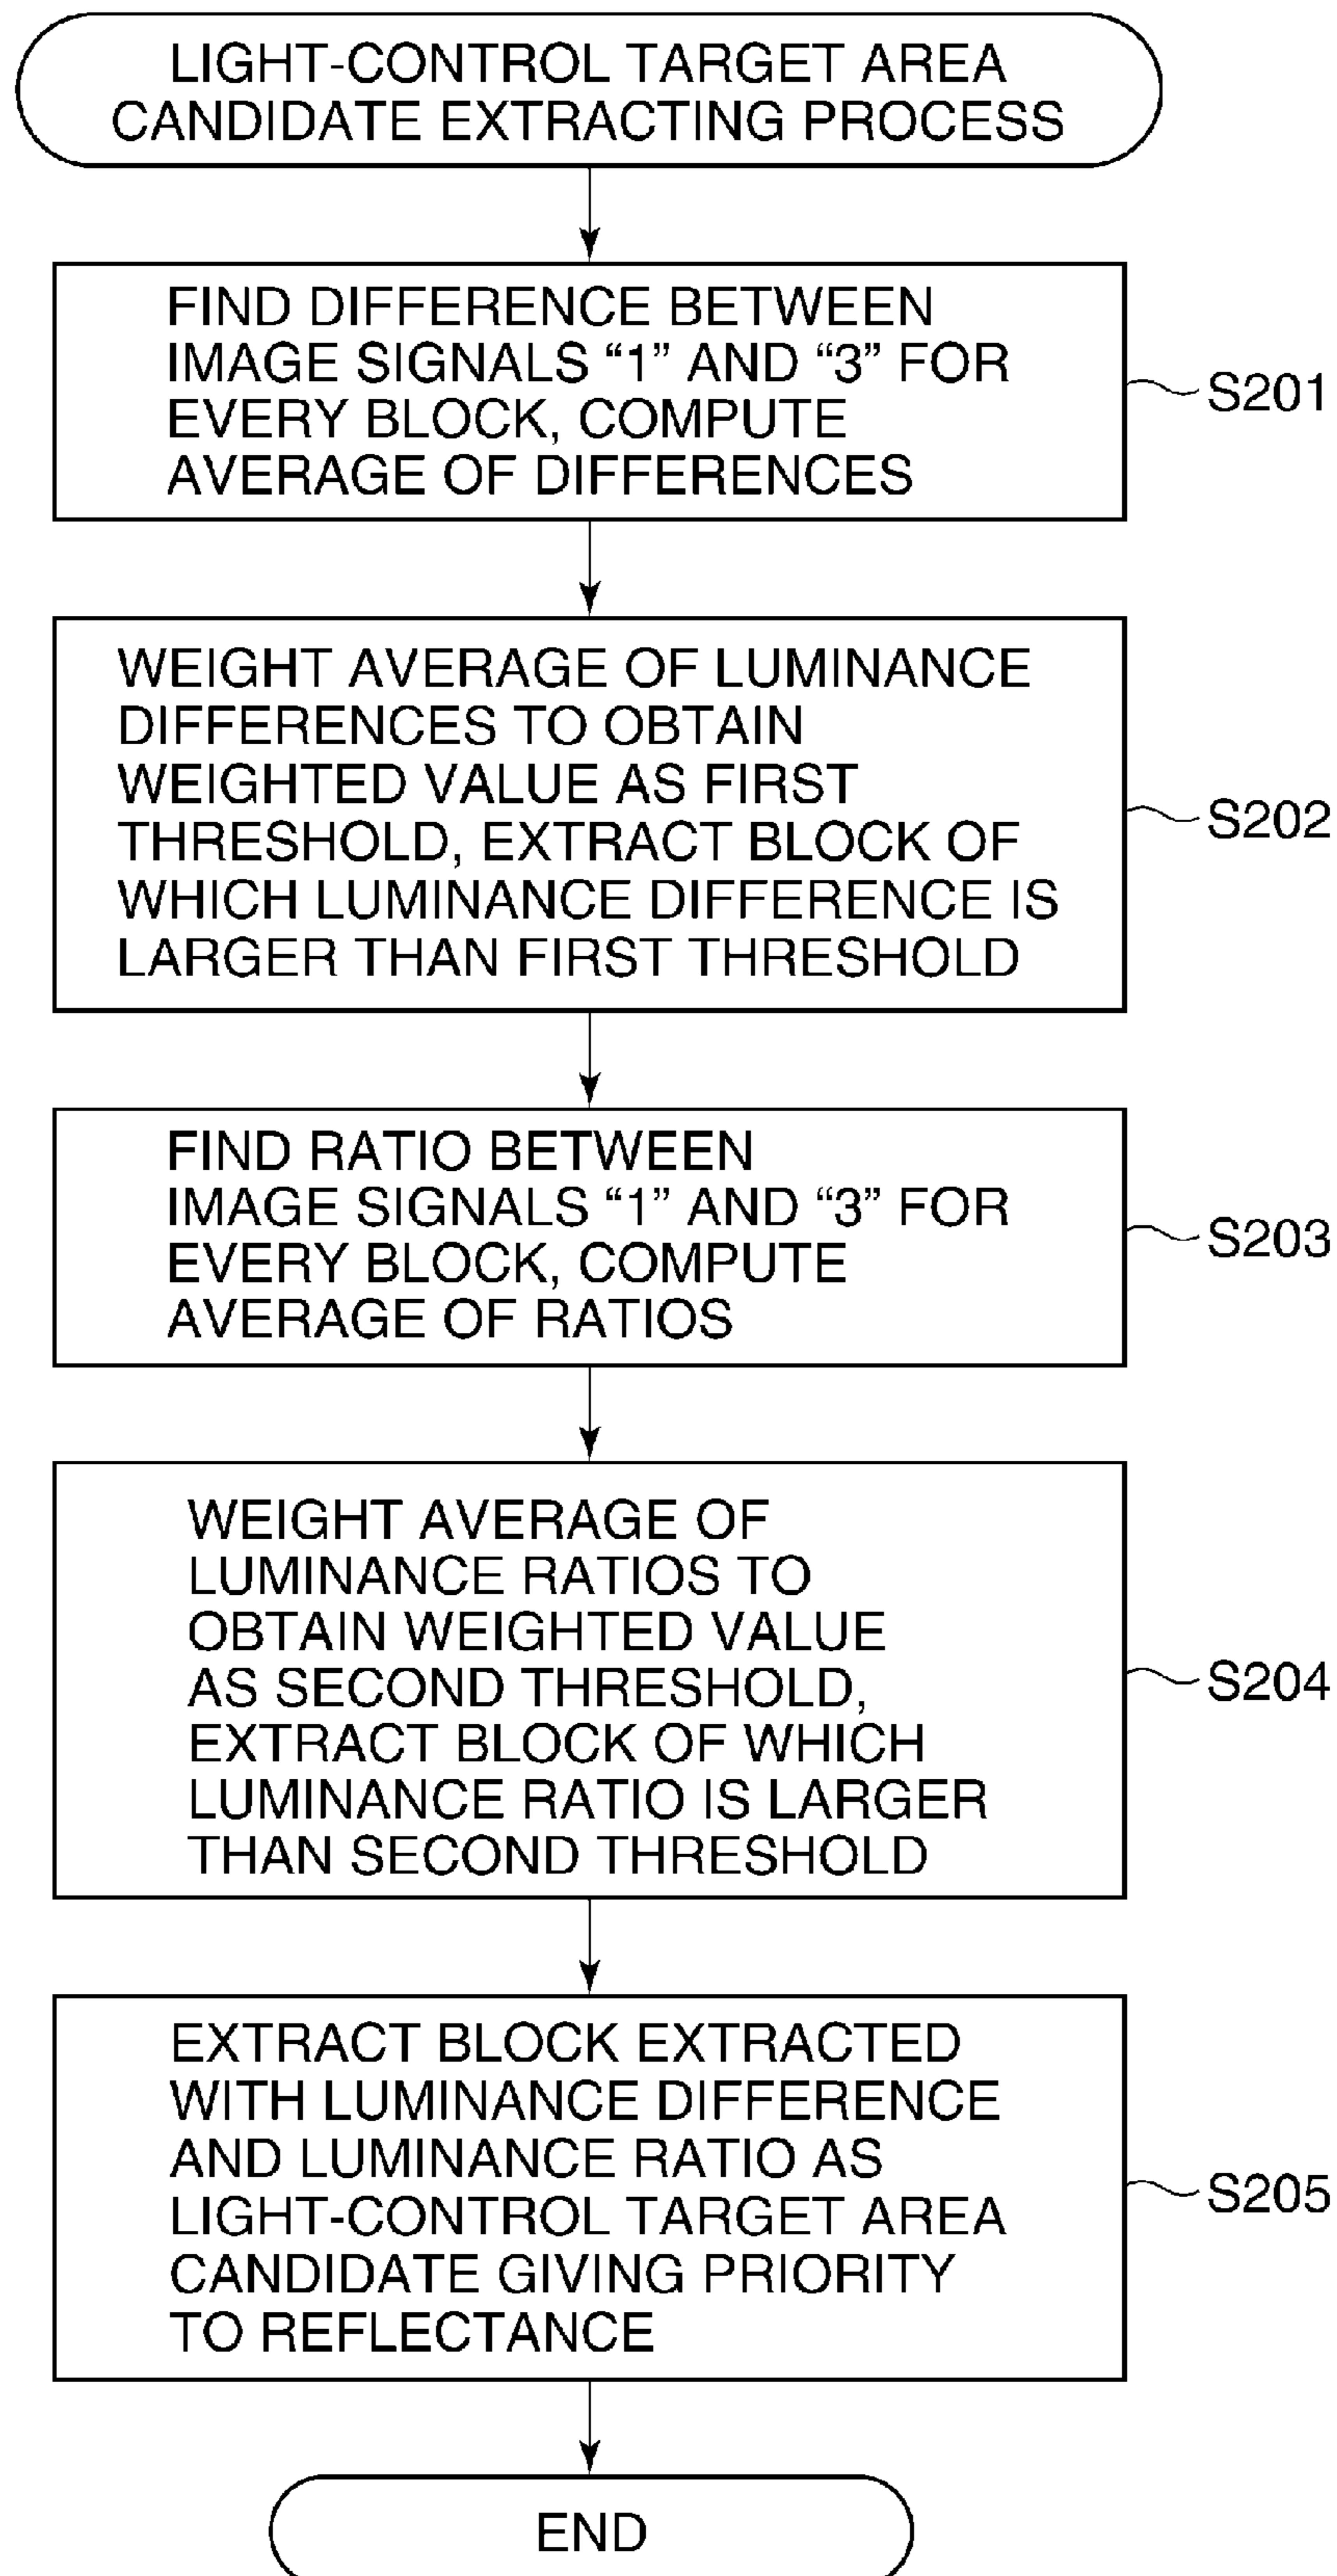 LIGHT-CONTROL TARGET AREA
CANDIDATE EXTRACTING PROCESS
FIND DIFFERENCE BETWEEN
IMAGE SIGNALS “1” AND “3” FOR
EVERY BLOCK, COMPUTE
AVERAGE OF DIFFERENCES
S201
WEIGHT AVERAGE OF LUMINANCE
DIFFERENCES TO OBTAIN
WEIGHTED VALUE AS FIRST
THRESHOLD, EXTRACT BLOCK OF
WHICH LUMINANCE DIFFERENCE IS
LARGER THAN FIRST THRESHOLD
S202
FIND RATIO BETWEEN
IMAGE SIGNALS “1” AND “3” FOR
EVERY BLOCK, COMPUTE
AVERAGE OF RATIOS
S203
WEIGHT AVERAGE OF
LUMINANCE RATIOS TO
OBTAIN WEIGHTED VALUE
AS SECOND THRESHOLD,
EXTRACT BLOCK OF WHICH
LUMINANCE RATIO IS LARGER
THAN SECOND THRESHOLD
S204
EXTRACT BLOCK EXTRACTED
WITH LUMINANCE DIFFERENCE
AND LUMINANCE RATIO AS
LIGHT-CONTROL TARGET AREA
CANDIDATE GIVING PRIORITY
TO REFLECTANCE
S205
END